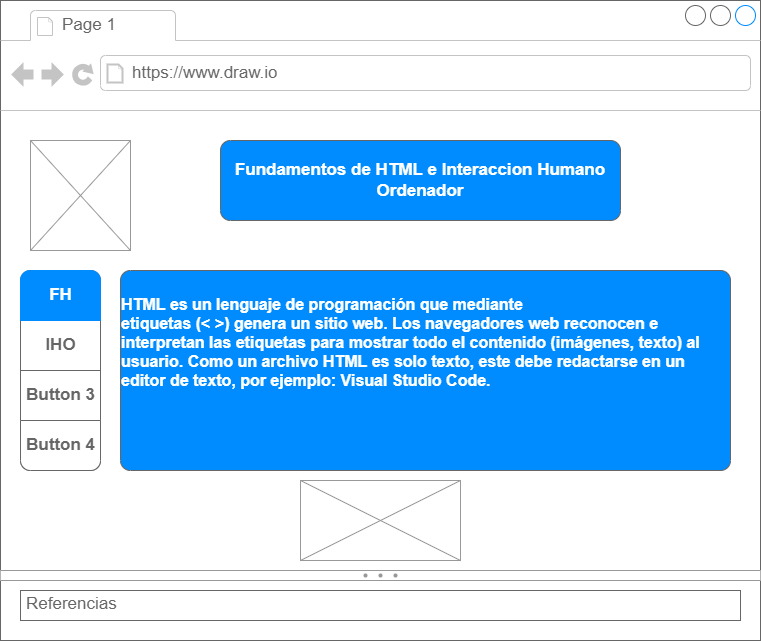 Page 1
https://www.draw.io
Fundamentos de HTML e Interaccion Humano
Ordenador
FH
IHO
Button 3
Button 4
HTML es un lenguaje de programación que mediante
etiquetas (< >) genera un sitio web. Los navegadores web reconocen e
interpretan las etiquetas para mostrar todo el contenido (imágenes, texto) al
usuario. Como un archivo HTML es solo texto, este debe redactarse en un
editor de texto, por ejemplo: Visual Studio Code.
Referencias